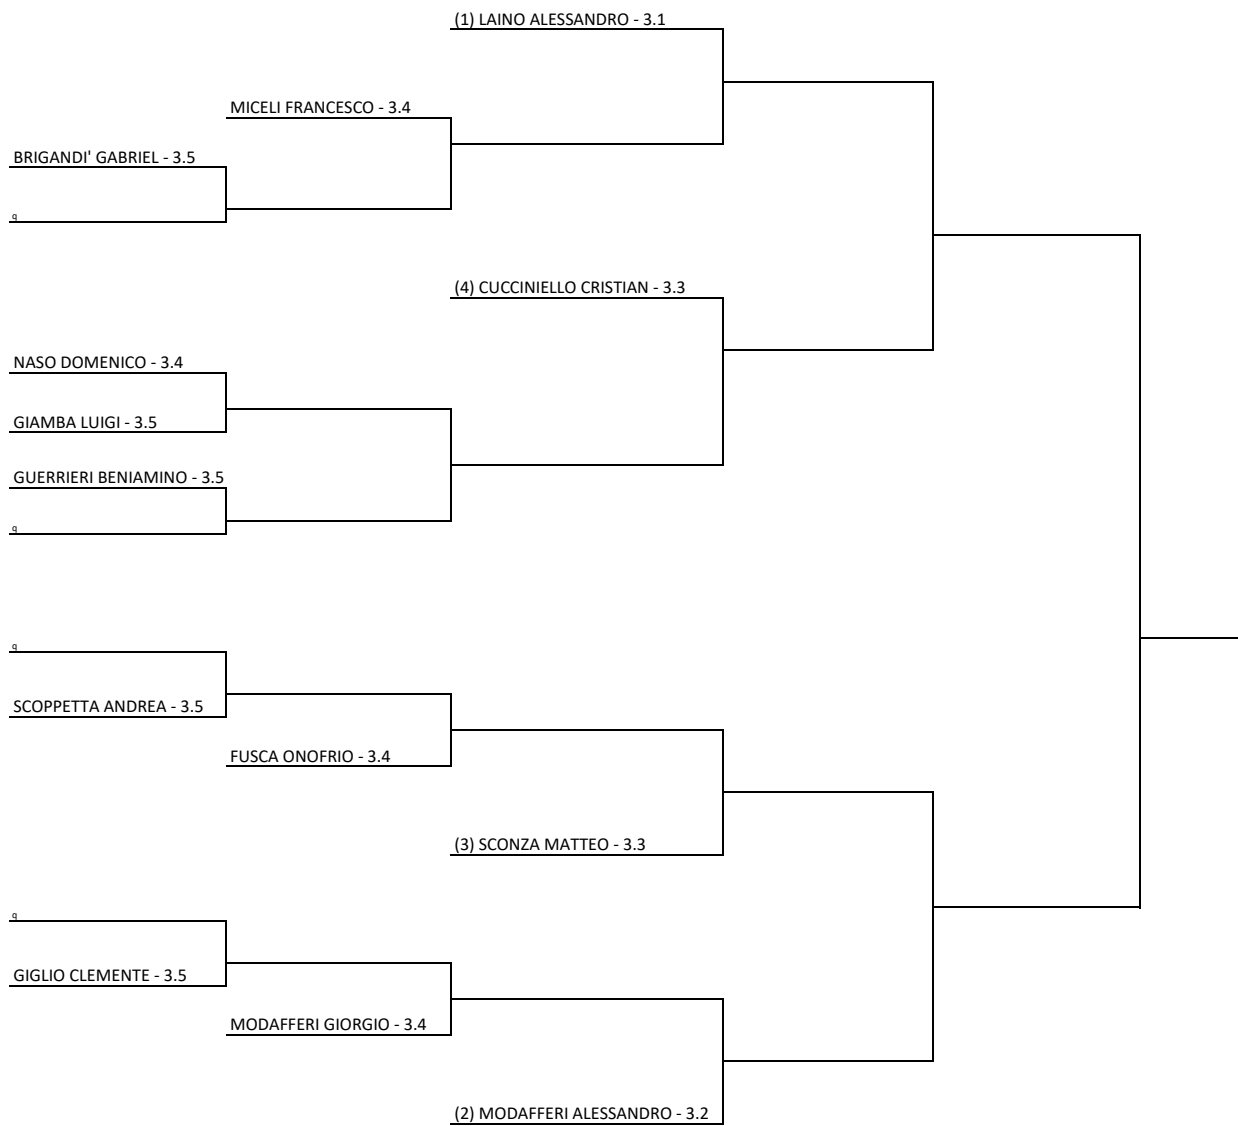 (1) LAINO ALESSANDRO - 3.1
MICELI FRANCESCO - 3.4
BRIGANDI' GABRIEL - 3.5
q
(4) CUCCINIELLO CRISTIAN - 3.3
NASO DOMENICO - 3.4
GIAMBA LUIGI - 3.5
GUERRIERI BENIAMINO - 3.5
q
q
SCOPPETTA ANDREA - 3.5
FUSCA ONOFRIO - 3.4
(3) SCONZA MATTEO - 3.3
q
GIGLIO CLEMENTE - 3.5
MODAFFERI GIORGIO - 3.4
(2) MODAFFERI ALESSANDRO - 3.2